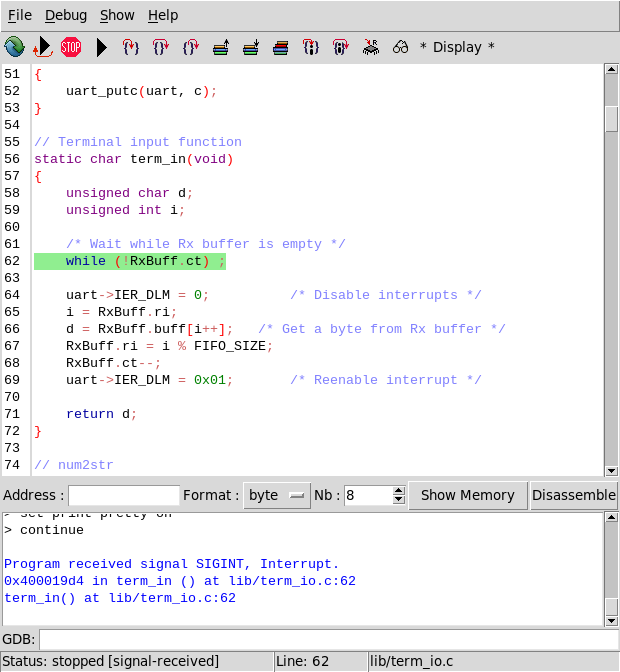 File Debug Show Help
STOP R * Display *
51 {
52     uart_putc(uart, c);
53 }
54
55 // Terminal input function
56 static char term_in(void)
57 {
58     unsigned char d;
59     unsigned int i;
60
61     /* Wait while Rx buffer is empty */
62     while (!RxBuff.ct) ;
63
64     uart->IER_DLM = 0;          /* Disable interrupts */
65     i = RxBuff.ri;
66     d = RxBuff.buff[i++];   /* Get a byte from Rx buffer */
67     RxBuff.ri = i % FIFO_SIZE;
68     RxBuff.ct--;
69     uart->IER_DLM = 0x01;       /* Reenable interrupt */
70
71     return d;
72 }
73
74 // num2str
Address : Format : byte Nb : 8 Show Memory Disassemble
> set print pretty on
> continue
Program received signal SIGINT, Interrupt.
0x400019d4 in term_in () at lib/term_io.c:62
term_in() at lib/term_io.c:62
GDB:
Status: stopped [signal-received] Line: 62 lib/term_io.c